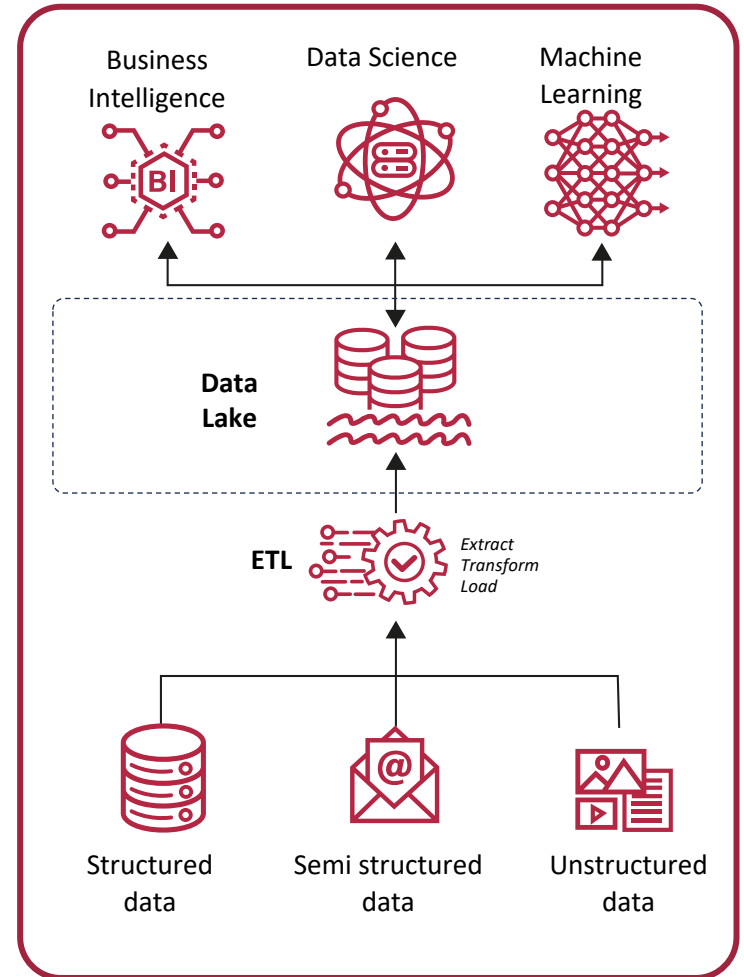 Business
Intelligence
Data Science
Machine
Learning
BI
Data
Lake
ETL
Extract
Transform
Load
@
Structured
data
Semi structured
data
Unstructured
data